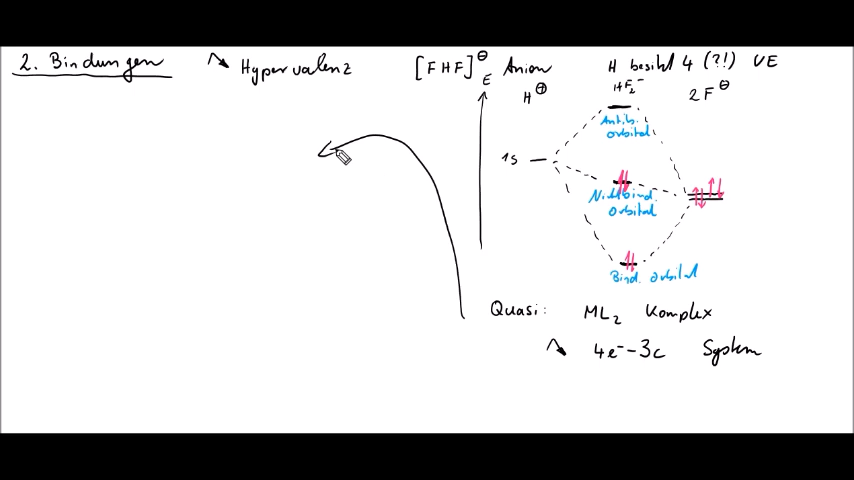 2. Bindungen ↘ Hypervalenz [FHF]⊖ Anion H besitzt 4 (?!) VE
E H⊕ HF₂⁻ 2F⊖
Antib. orbital
1s
Nichtbind. orbital
Bind. orbital
Quasi: ML₂ Komplex
↘ 4e⁻-3c System